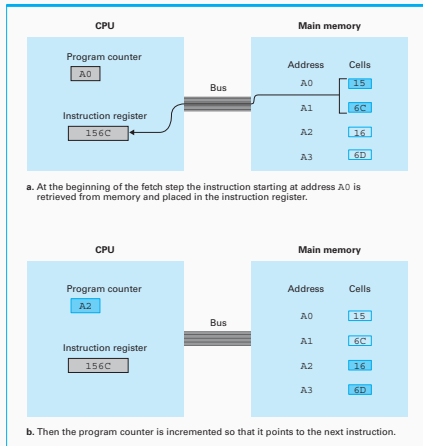 CPU
Main memory
Program counter
A0
Bus
Instruction register
156C
Address
Cells
A0
15
A1
6C
A2
16
A3
6D
a. At the beginning of the fetch step the instruction starting at address A0 is
retrieved from memory and placed in the instruction register.
CPU
Main memory
Program counter
A2
Bus
Instruction register
156C
Address
Cells
A0
15
A1
6C
A2
16
A3
6D
b. Then the program counter is incremented so that it points to the next instruction.